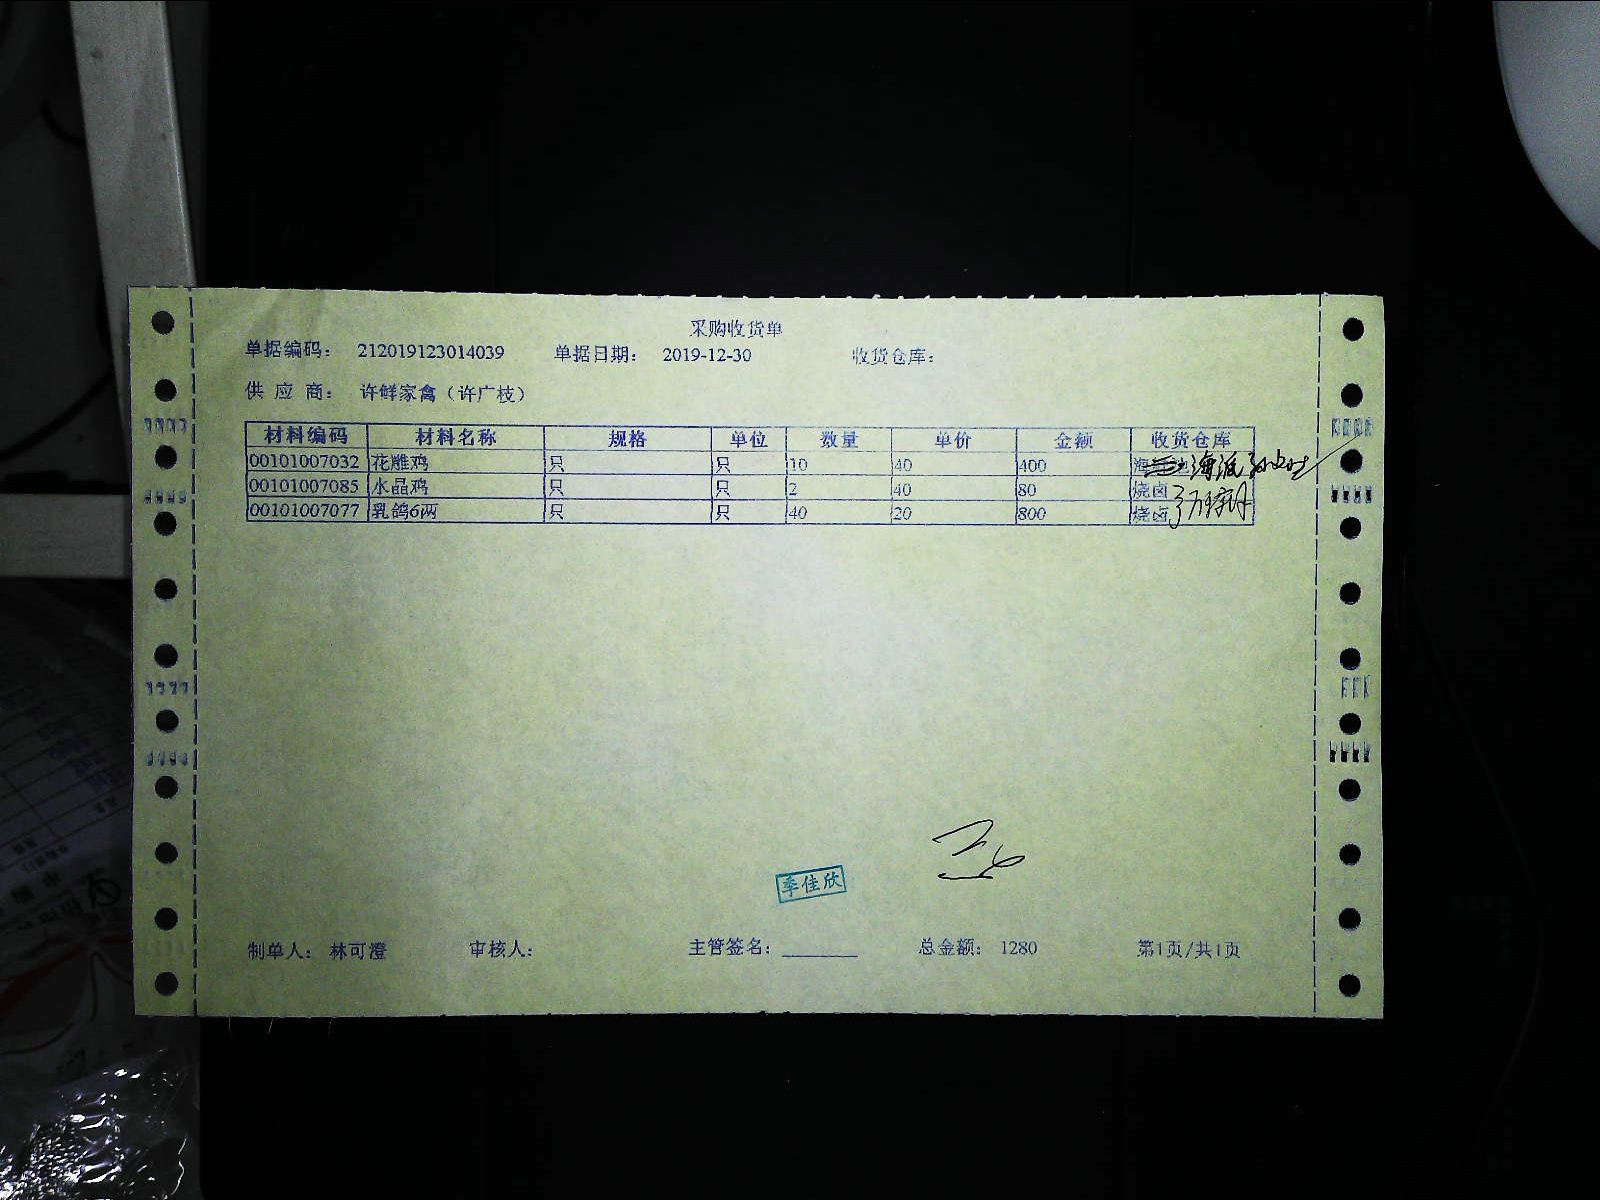 采购收货单
单据编码： 212019123014039 单据日期： 2019-12-30 收货仓库：
供 应 商： 许鲜家禽（许广枝）
材料编码 材料名称 规格 单位 数量 单价 金额 收货仓库
00101007032 花雕鸡 只 只 10 40 400 海派
00101007085 水晶鸡 只 只 2 40 80 烧卤
00101007077 乳鸽6两 只 只 40 20 800 烧卤
季佳欣
制单人： 林可澄 审核人： 主管签名：________ 总金额： 1280 第1页/共1页